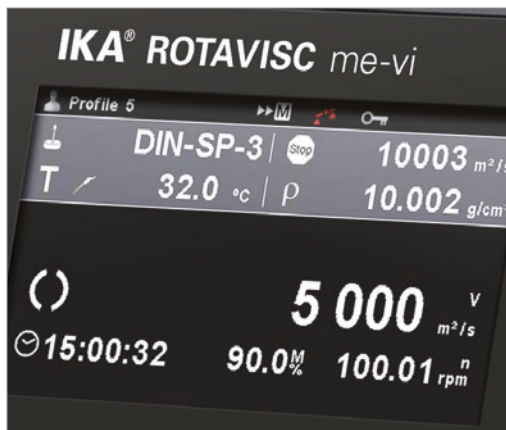 IKA® ROTAVISC me-vi
Profile 5 ▸▸M
DIN-SP-3 Stop 10003 m²/s
T 32.0 °C ρ 10.002 g/cm³
5 000 V m²/s
15:00:32 90.0 M % 100.01 n rpm